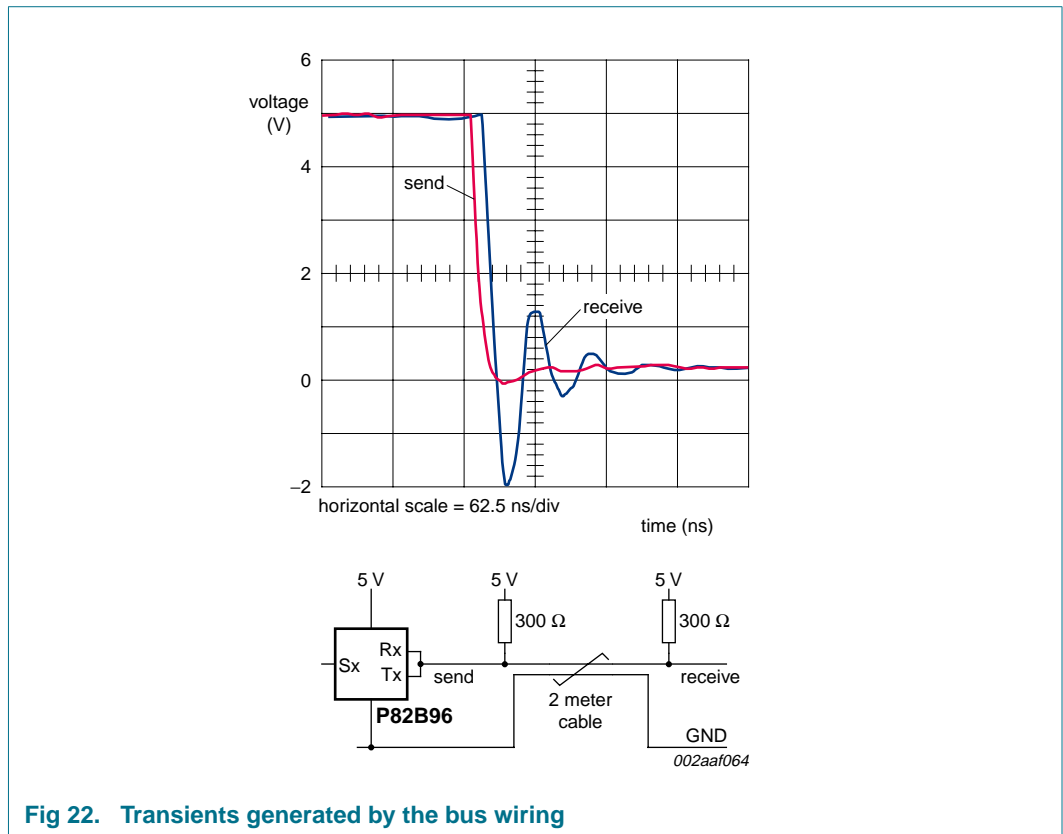 6
voltage
(V)
4
send
2
receive
0
−2
horizontal scale = 62.5 ns/div
time (ns)
5 V
5 V
5 V
300 Ω
300 Ω
Rx
Sx
Tx
send
receive
2 meter
cable
P82B96
GND
002aaf064
Fig 22. Transients generated by the bus wiring